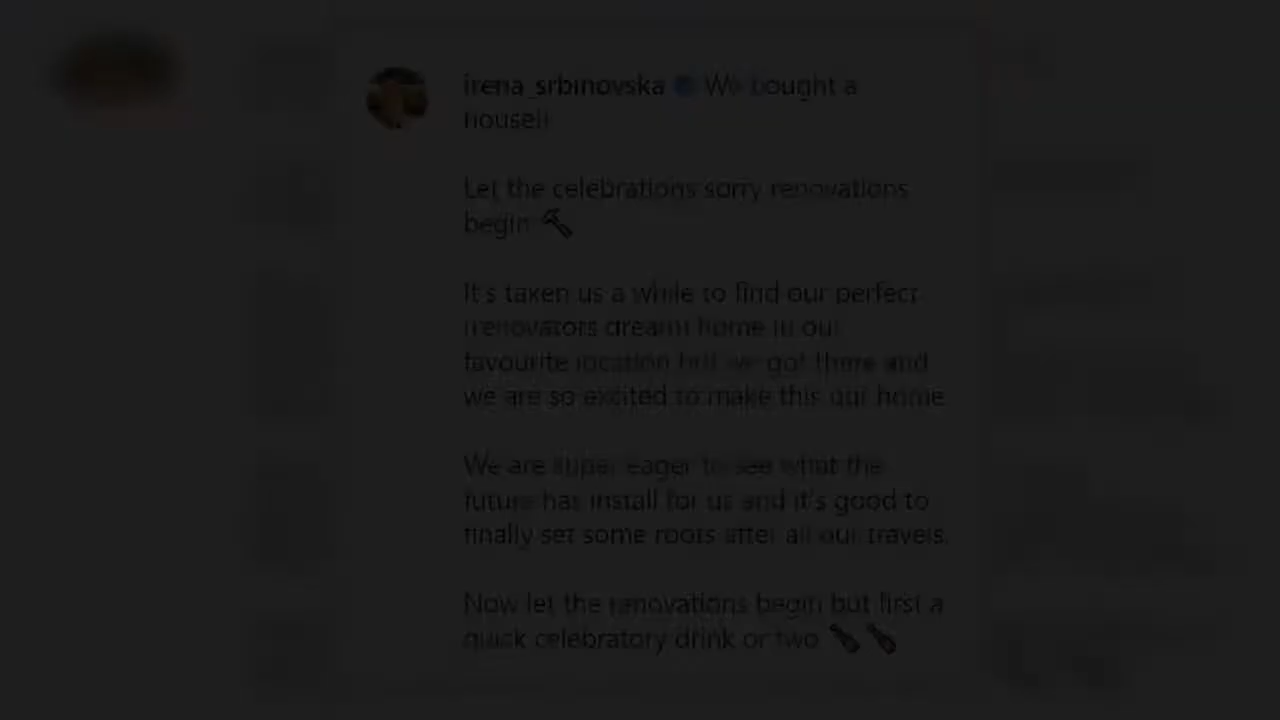 irena_srbinovska We bought a
house!!
Let the celebrations sorry renovations
begin
It's taken us a while to find our perfect
renovators dream home in our
favourite location but we got there and
we are so excited to make this our home
We are super eager to see what the
future has install for us and it's good to
finally set some roots after all our travels.
Now let the renovations begin but first a
quick celebratory drink or two